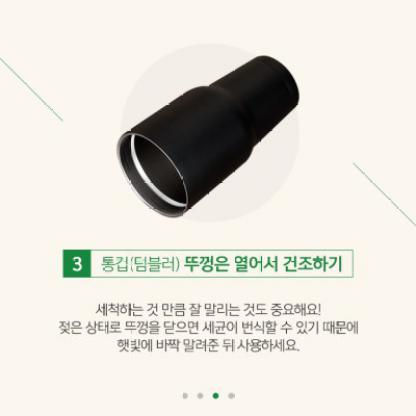 3 통컵(텀블러) 뚜껑은 열어서 건조하기
세척하는 것 만큼 잘 말리는 것도 중요해요!
젖은 상태로 뚜껑을 닫으면 세균이 번식할 수 있기 때문에
햇빛에 바짝 말려준 뒤 사용하세요.